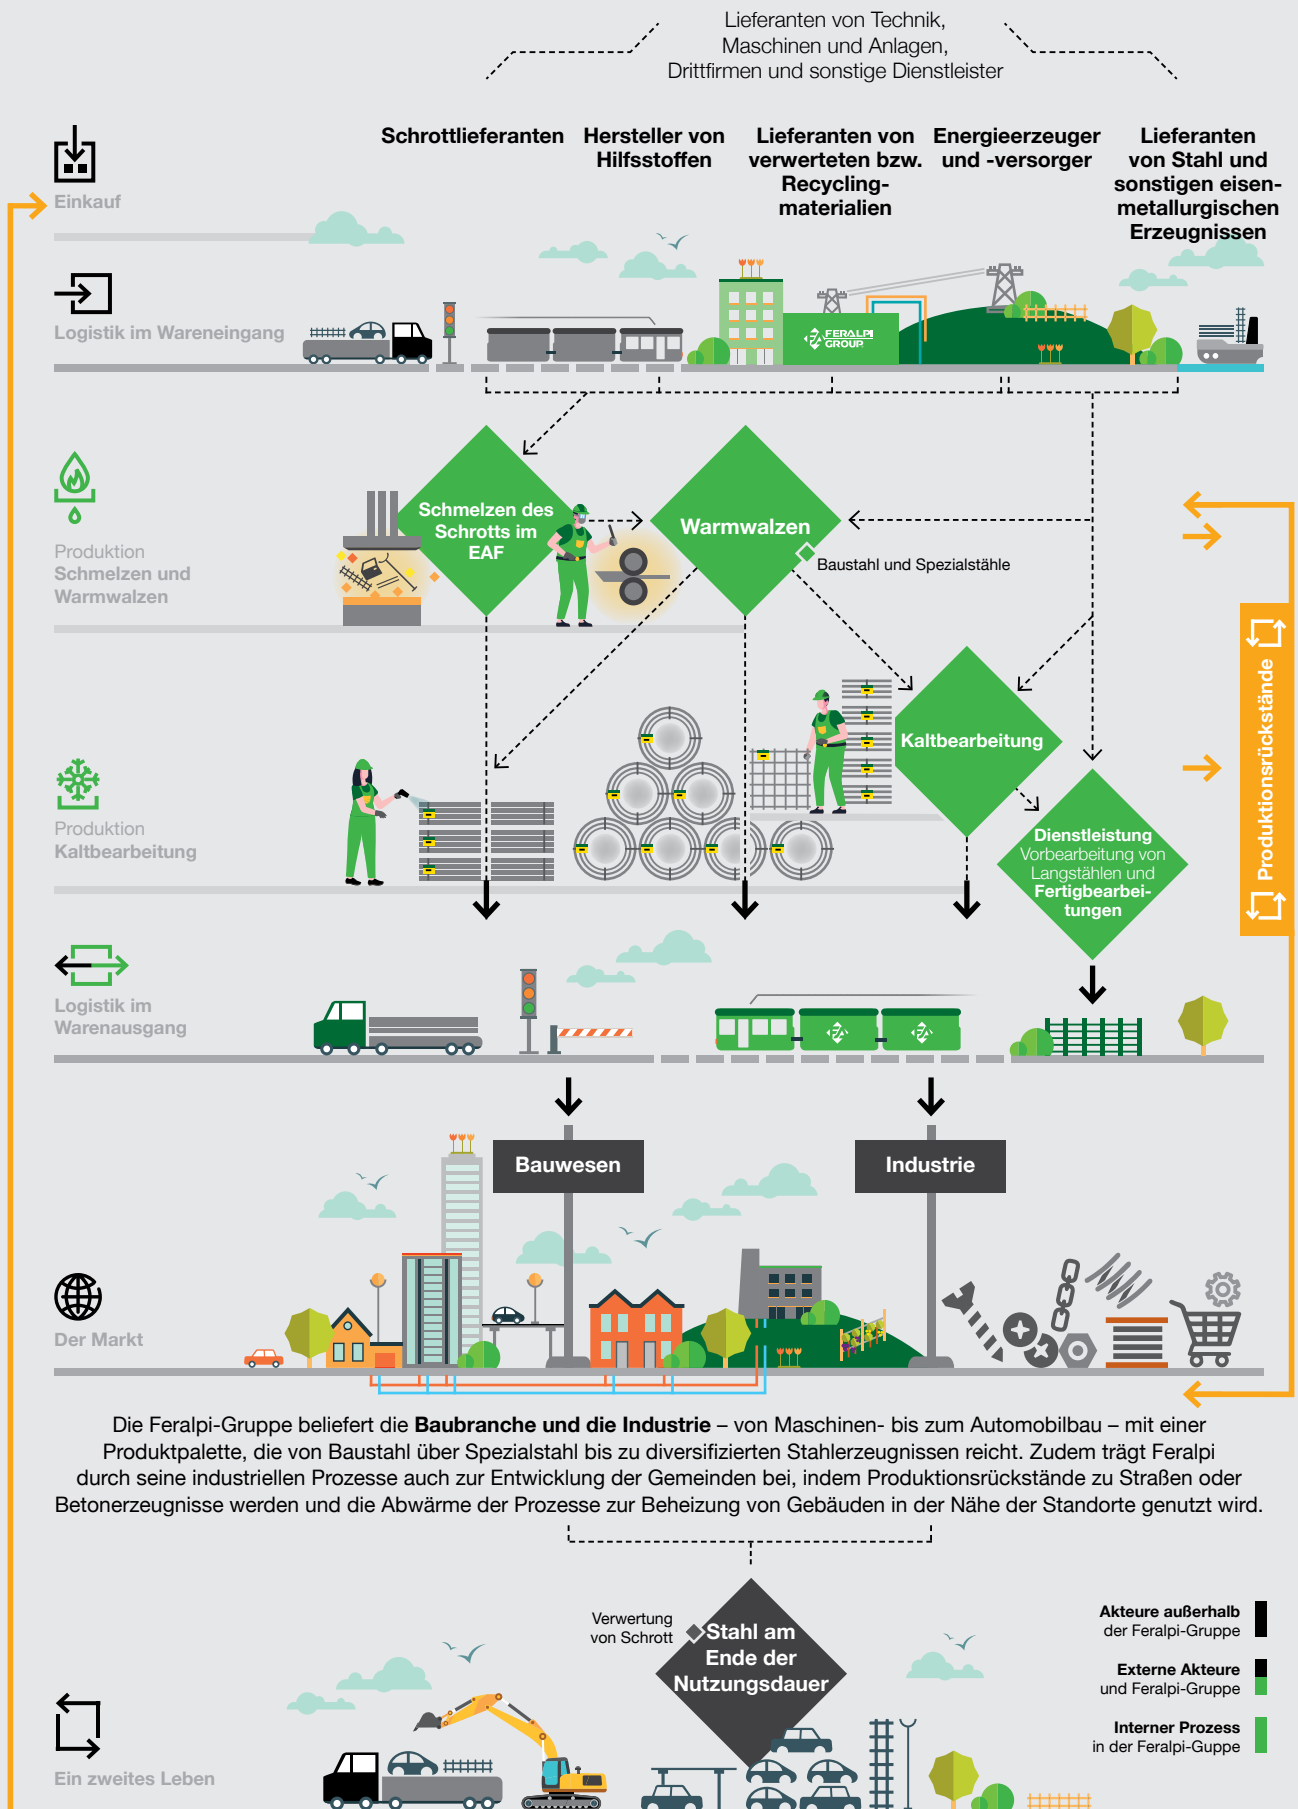 Lieferanten von Technik,
Maschinen und Anlagen,
Drittfirmen und sonstige Dienstleister
Schrottlieferanten
Hersteller von
Hilfsstoffen
Lieferanten von
verwerteten bzw.
Recycling-
materialien
Energieerzeuger
und -versorger
Lieferanten
von Stahl und
sonstigen eisen-
metallurgischen
Erzeugnissen
Einkauf
Logistik im Wareneingang
FERALPI
GROUP
Schmelzen des
Schrotts im
EAF
Warmwalzen
Baustahl und Spezialstähle
Produktion
Schmelzen und
Warmwalzen
Produktionsrückstände
Kaltbearbeitung
Produktion
Kaltbearbeitung
Dienstleistung
Vorbearbeitung von
Langstählen und
Fertigbearbei-
tungen
Logistik im
Warenausgang
Bauwesen
Industrie
Der Markt
Die Feralpi-Gruppe beliefert die Baubranche und die Industrie – von Maschinen- bis zum Automobilbau – mit einer
Produktpalette, die von Baustahl über Spezialstahl bis zu diversifizierten Stahlerzeugnissen reicht. Zudem trägt Feralpi
durch seine industriellen Prozesse auch zur Entwicklung der Gemeinden bei, indem Produktionsrückstände zu Straßen oder
Betonerzeugnisse werden und die Abwärme der Prozesse zur Beheizung von Gebäuden in der Nähe der Standorte genutzt wird.
Verwertung
von Schrott
Stahl am
Ende der
Nutzungsdauer
Akteure außerhalb
der Feralpi-Gruppe
Externe Akteure
und Feralpi-Gruppe
Interner Prozess
in der Feralpi-Guppe
Ein zweites Leben